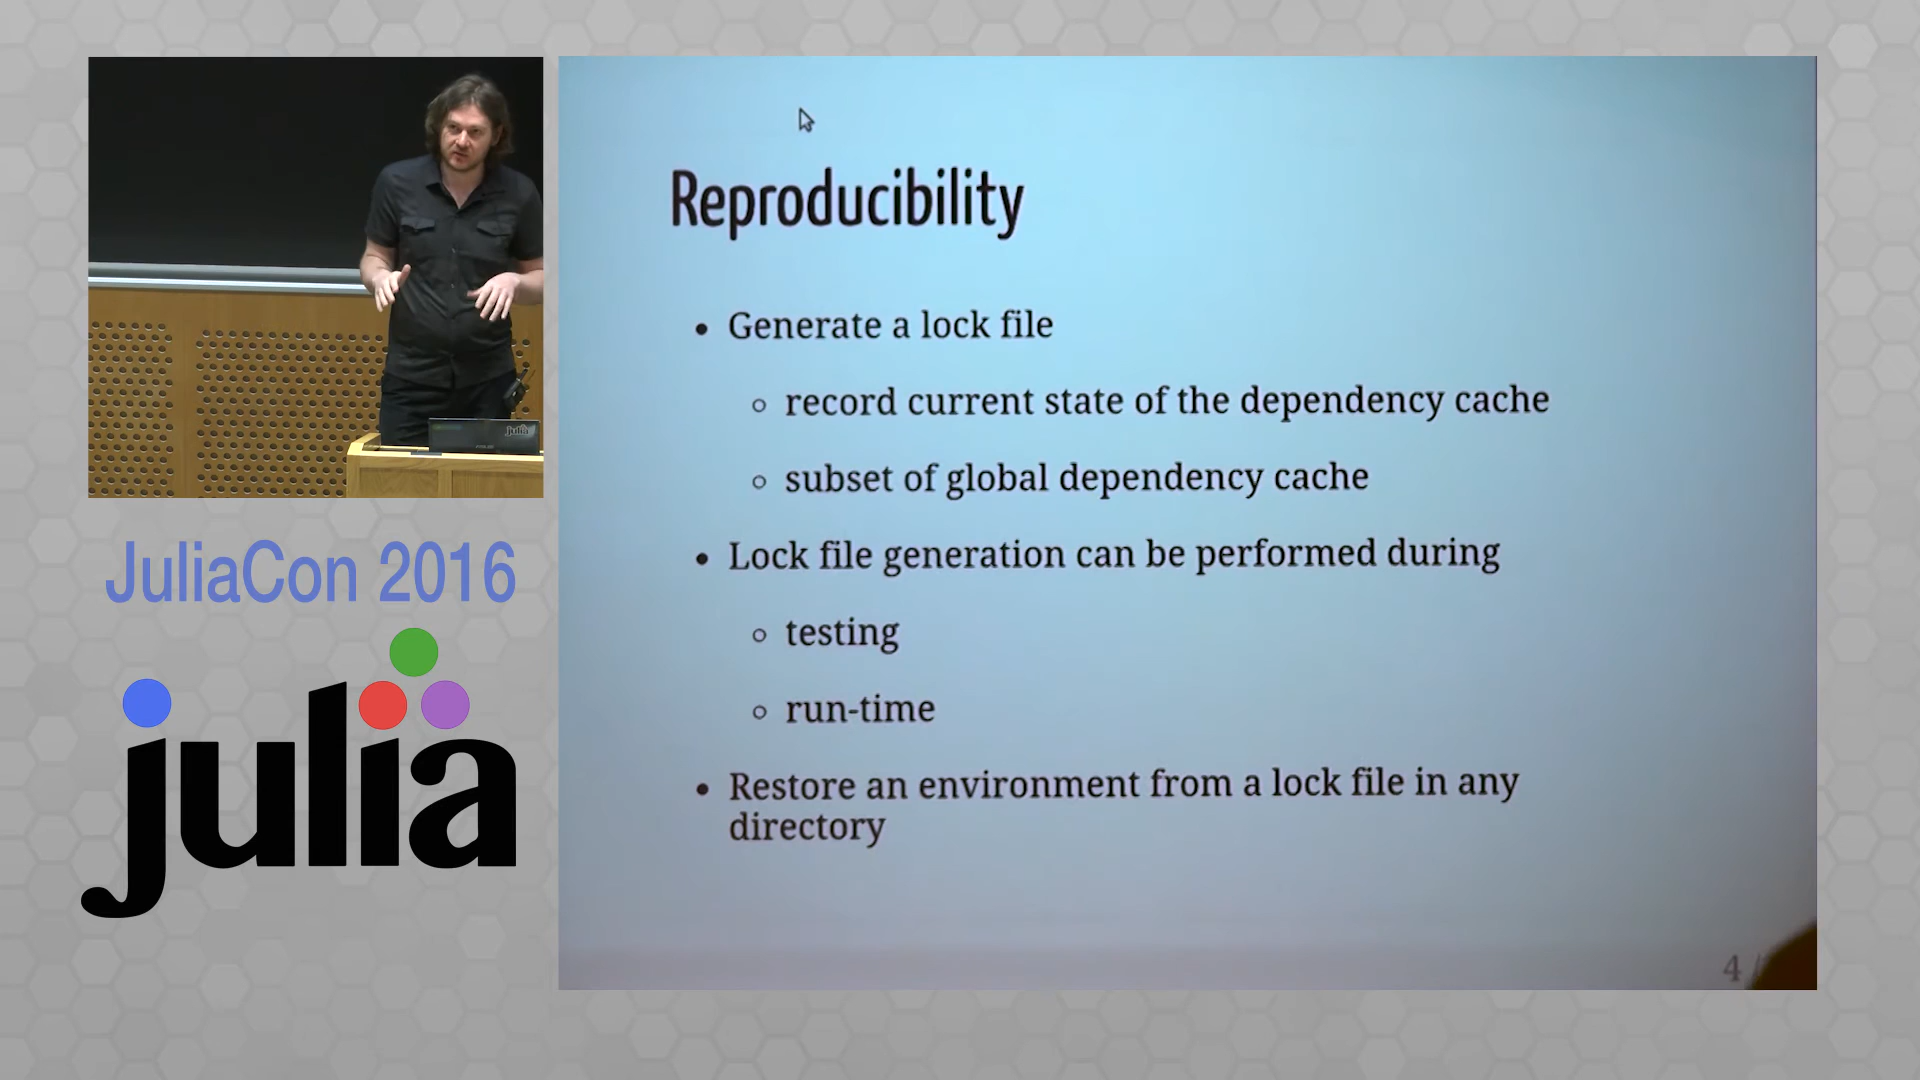 Reproducibility
• Generate a lock file
◦ record current state of the dependency cache
◦ subset of global dependency cache
• Lock file generation can be performed during
◦ testing
◦ run-time
• Restore an environment from a lock file in any
directory
4 /
JuliaCon 2016
julia
julia